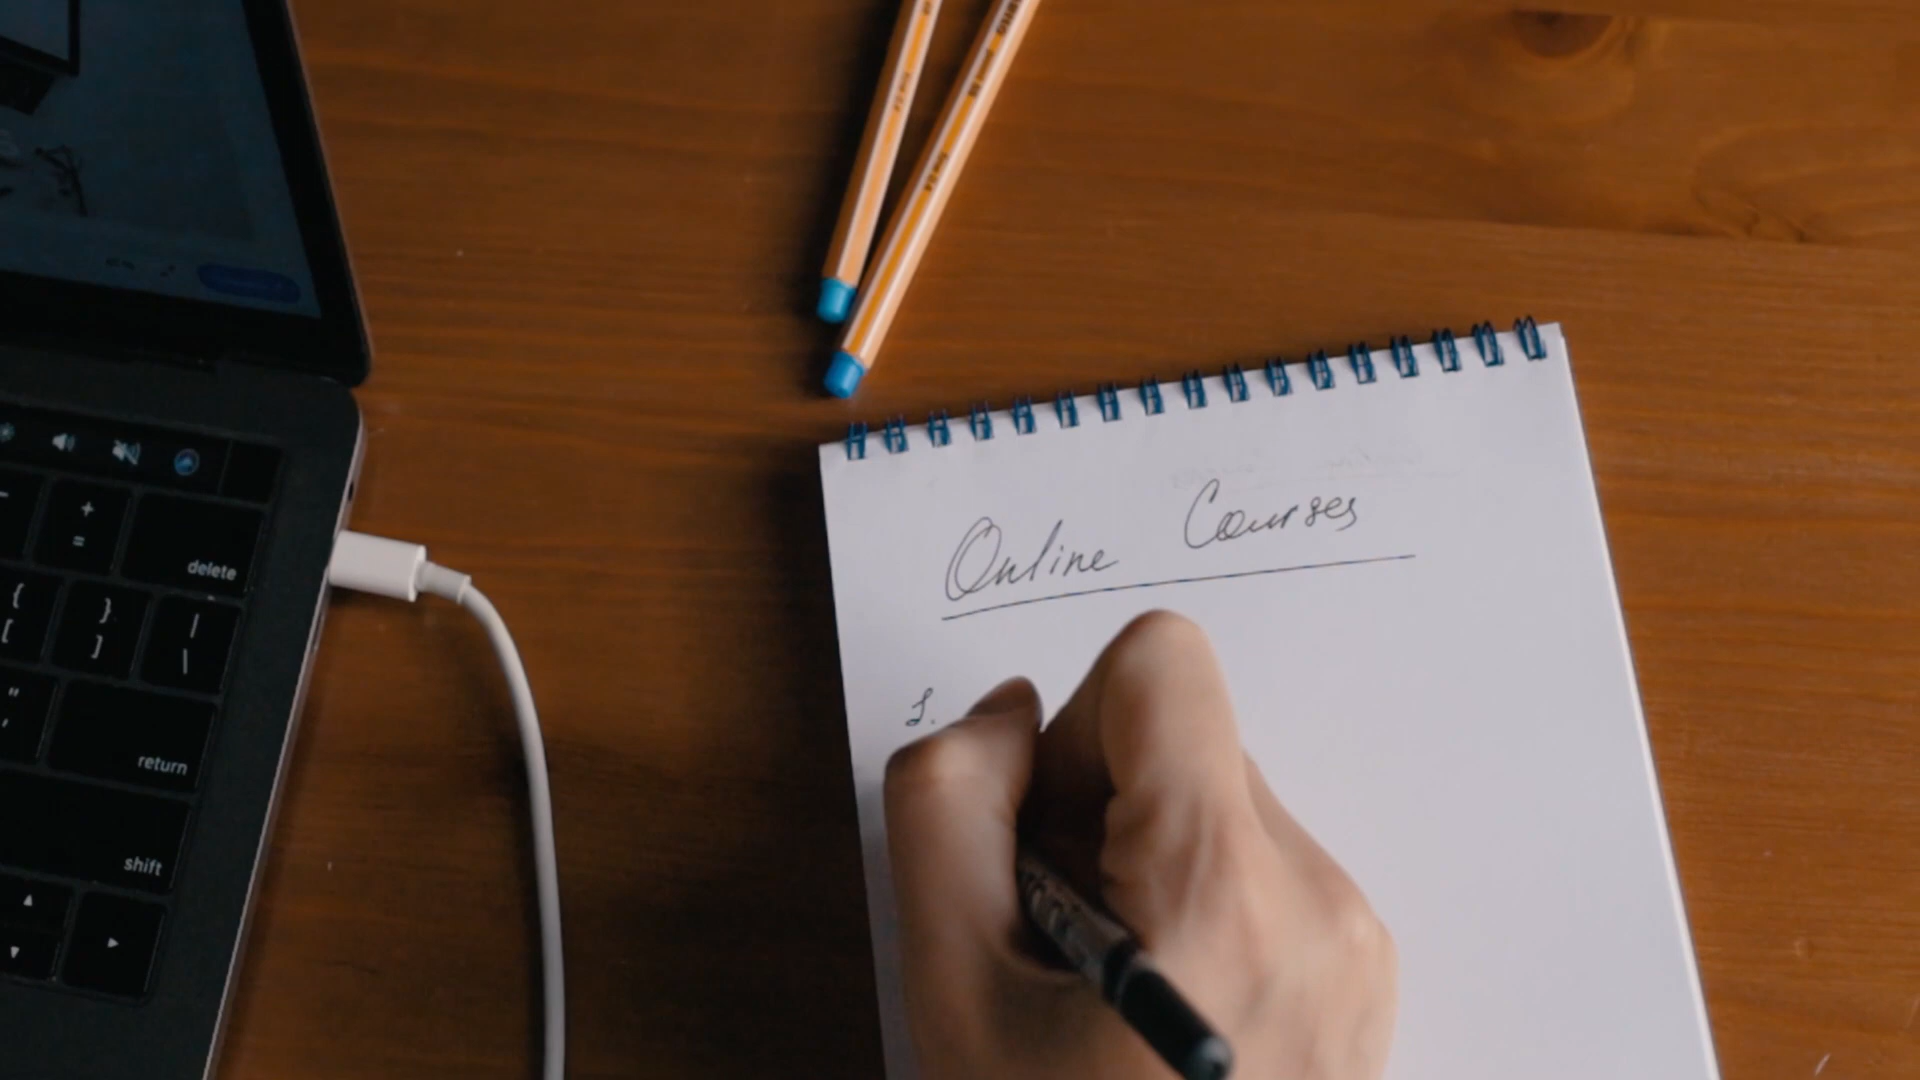 Online Courses
1.
+
=
delete
{
[
}
]
|
\
"
return
shift